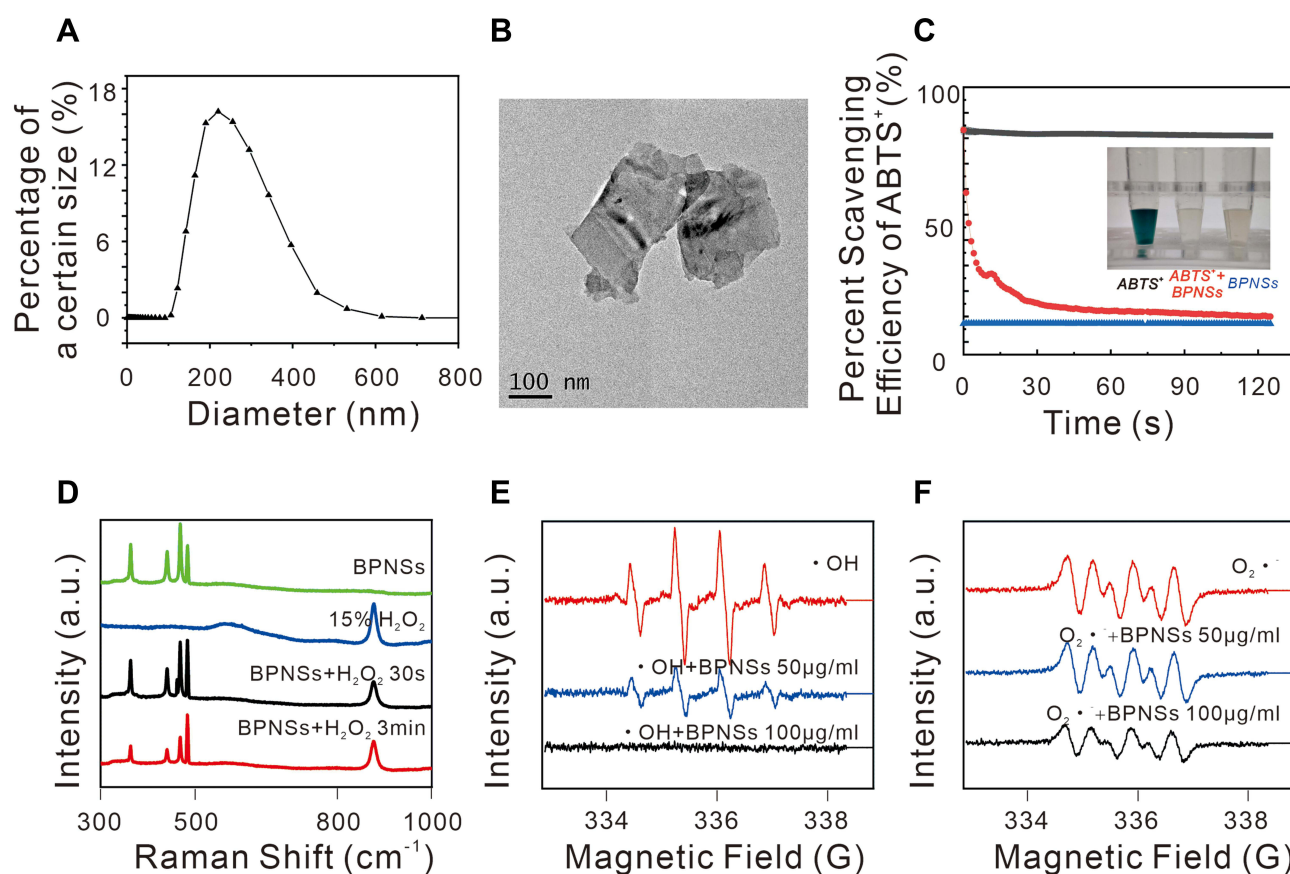 A
Percentage of
a certain size (%)
18
12
6
0
0
200
400
600
800
Diameter (nm)
B
100 nm
C
Percent Scavenging
Efficiency of ABTS⁺(%)
100
50
0
0
30
60
90
120
Time (s)
ABTS⁺
ABTS⁺+
BPNSs
BPNSs
D
Intensity (a.u.)
BPNSs
15% H₂O₂
BPNSs+H₂O₂ 30s
BPNSs+H₂O₂ 3min
300
500
800
1000
Raman Shift (cm⁻¹)
E
Intensity (a.u.)
• OH
• OH+BPNSs 50μg/ml
• OH+BPNSs 100μg/ml
334
336
338
Magnetic Field (G)
F
Intensity (a.u.)
O₂ •⁻
O₂ •⁻+BPNSs 50μg/ml
O₂ •⁻+BPNSs 100μg/ml
334
336
338
Magnetic Field (G)